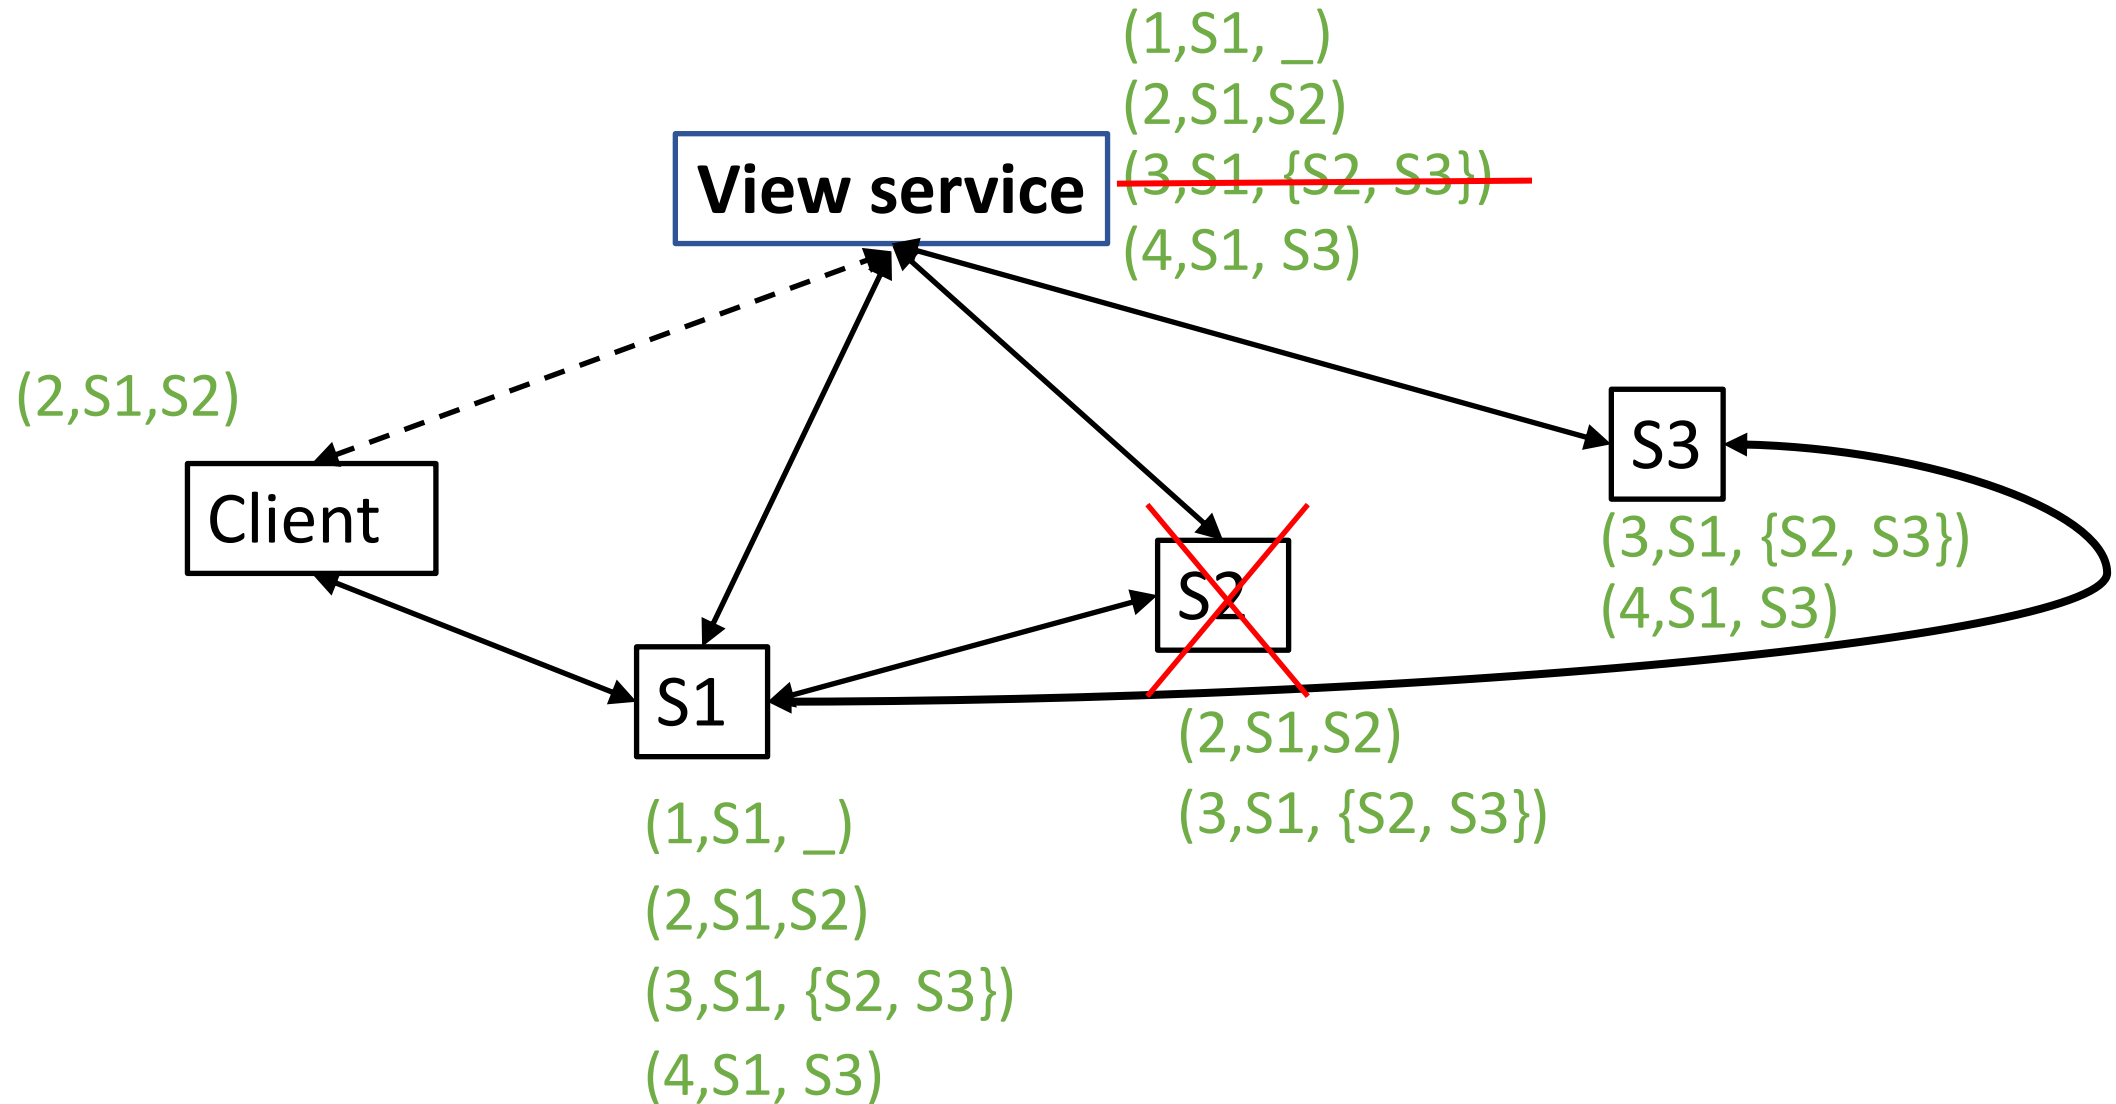 (1,S1, _)
(2,S1,S2)
(3,S1, {S2, S3})
(4,S1, S3)
View service
(2,S1,S2)
Client
S3
(3,S1, {S2, S3})
(4,S1, S3)
S2
(2,S1,S2)
(3,S1, {S2, S3})
S1
(1,S1, _)
(2,S1,S2)
(3,S1, {S2, S3})
(4,S1, S3)